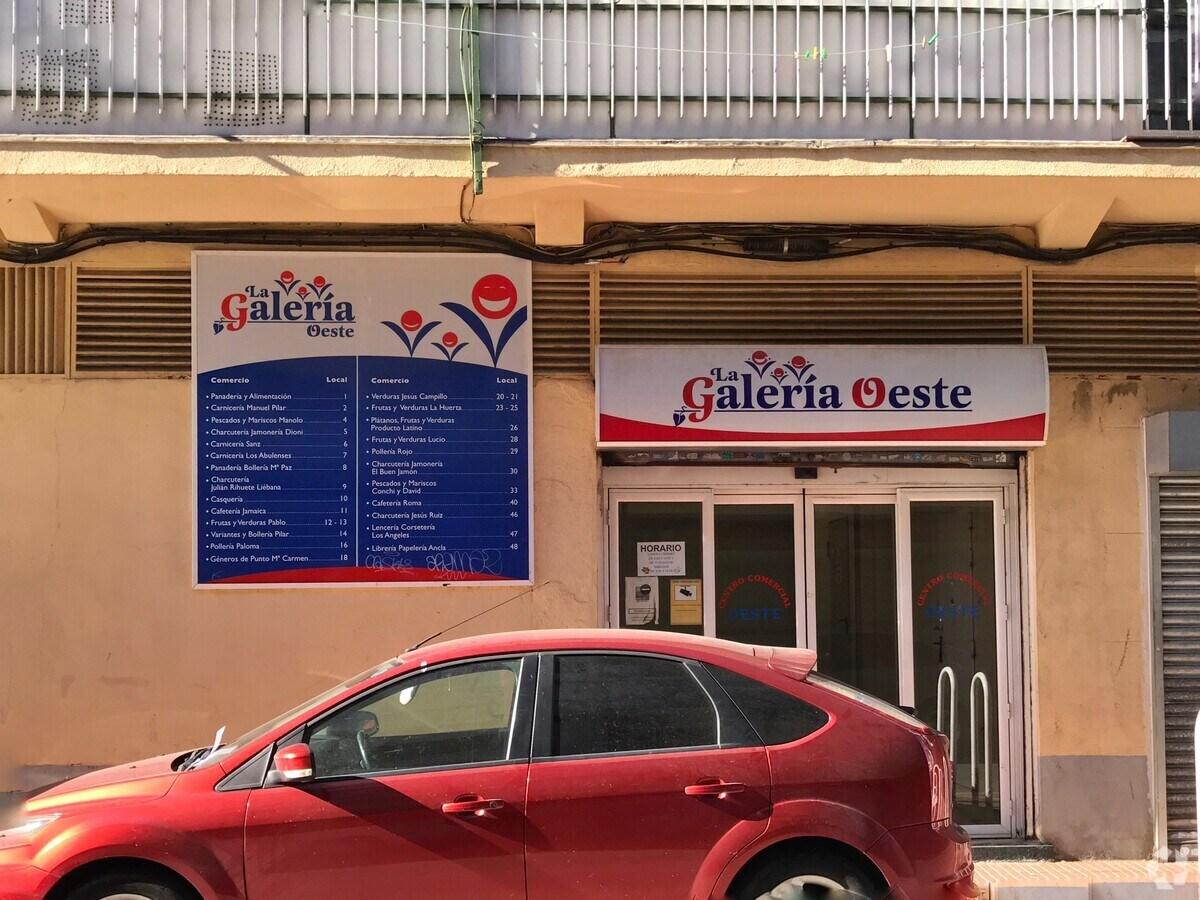 La
Galería
Oeste
Comercio Local
• Panadería y Alimentación 1
• Carnicería Manuel Pilar 2
• Pescados y Mariscos Manolo 4
• Charcutería Jamonería Dioni 5
• Carnicería Sanz 6
• Carnicería Los Abulenses 7
• Panadería Bollería Mª Paz 8
• Charcutería
Julián Rihuete Liébana 9
• Casquería 10
• Cafetería Jamaica 11
• Frutas y Verduras Pablo 12 - 13
• Variantes y Bollería Pilar 14
• Pollería Paloma 16
• Géneros de Punto Mª Carmen 18
Comercio Local
• Verduras Jesús Campillo 20 - 21
• Frutas y Verduras La Huerta 23 - 25
• Plátanos, Frutas y Verduras
Producto Latino 26
• Frutas y Verduras Lucio 28
• Pollería Rojo 29
• Charcutería Jamonería
El Buen Jamón 30
• Pescados y Mariscos
Conchi y David 33
• Cafetería Roma 40
• Charcutería Jesús Ruiz 46
• Lencería Corsetería
Los Angeles 47
• Librería Papelería Ancla 48
La
Galería Oeste
HORARIO
CENTRO COMERCIAL
OESTE
CENTRO COMERCIAL
OESTE